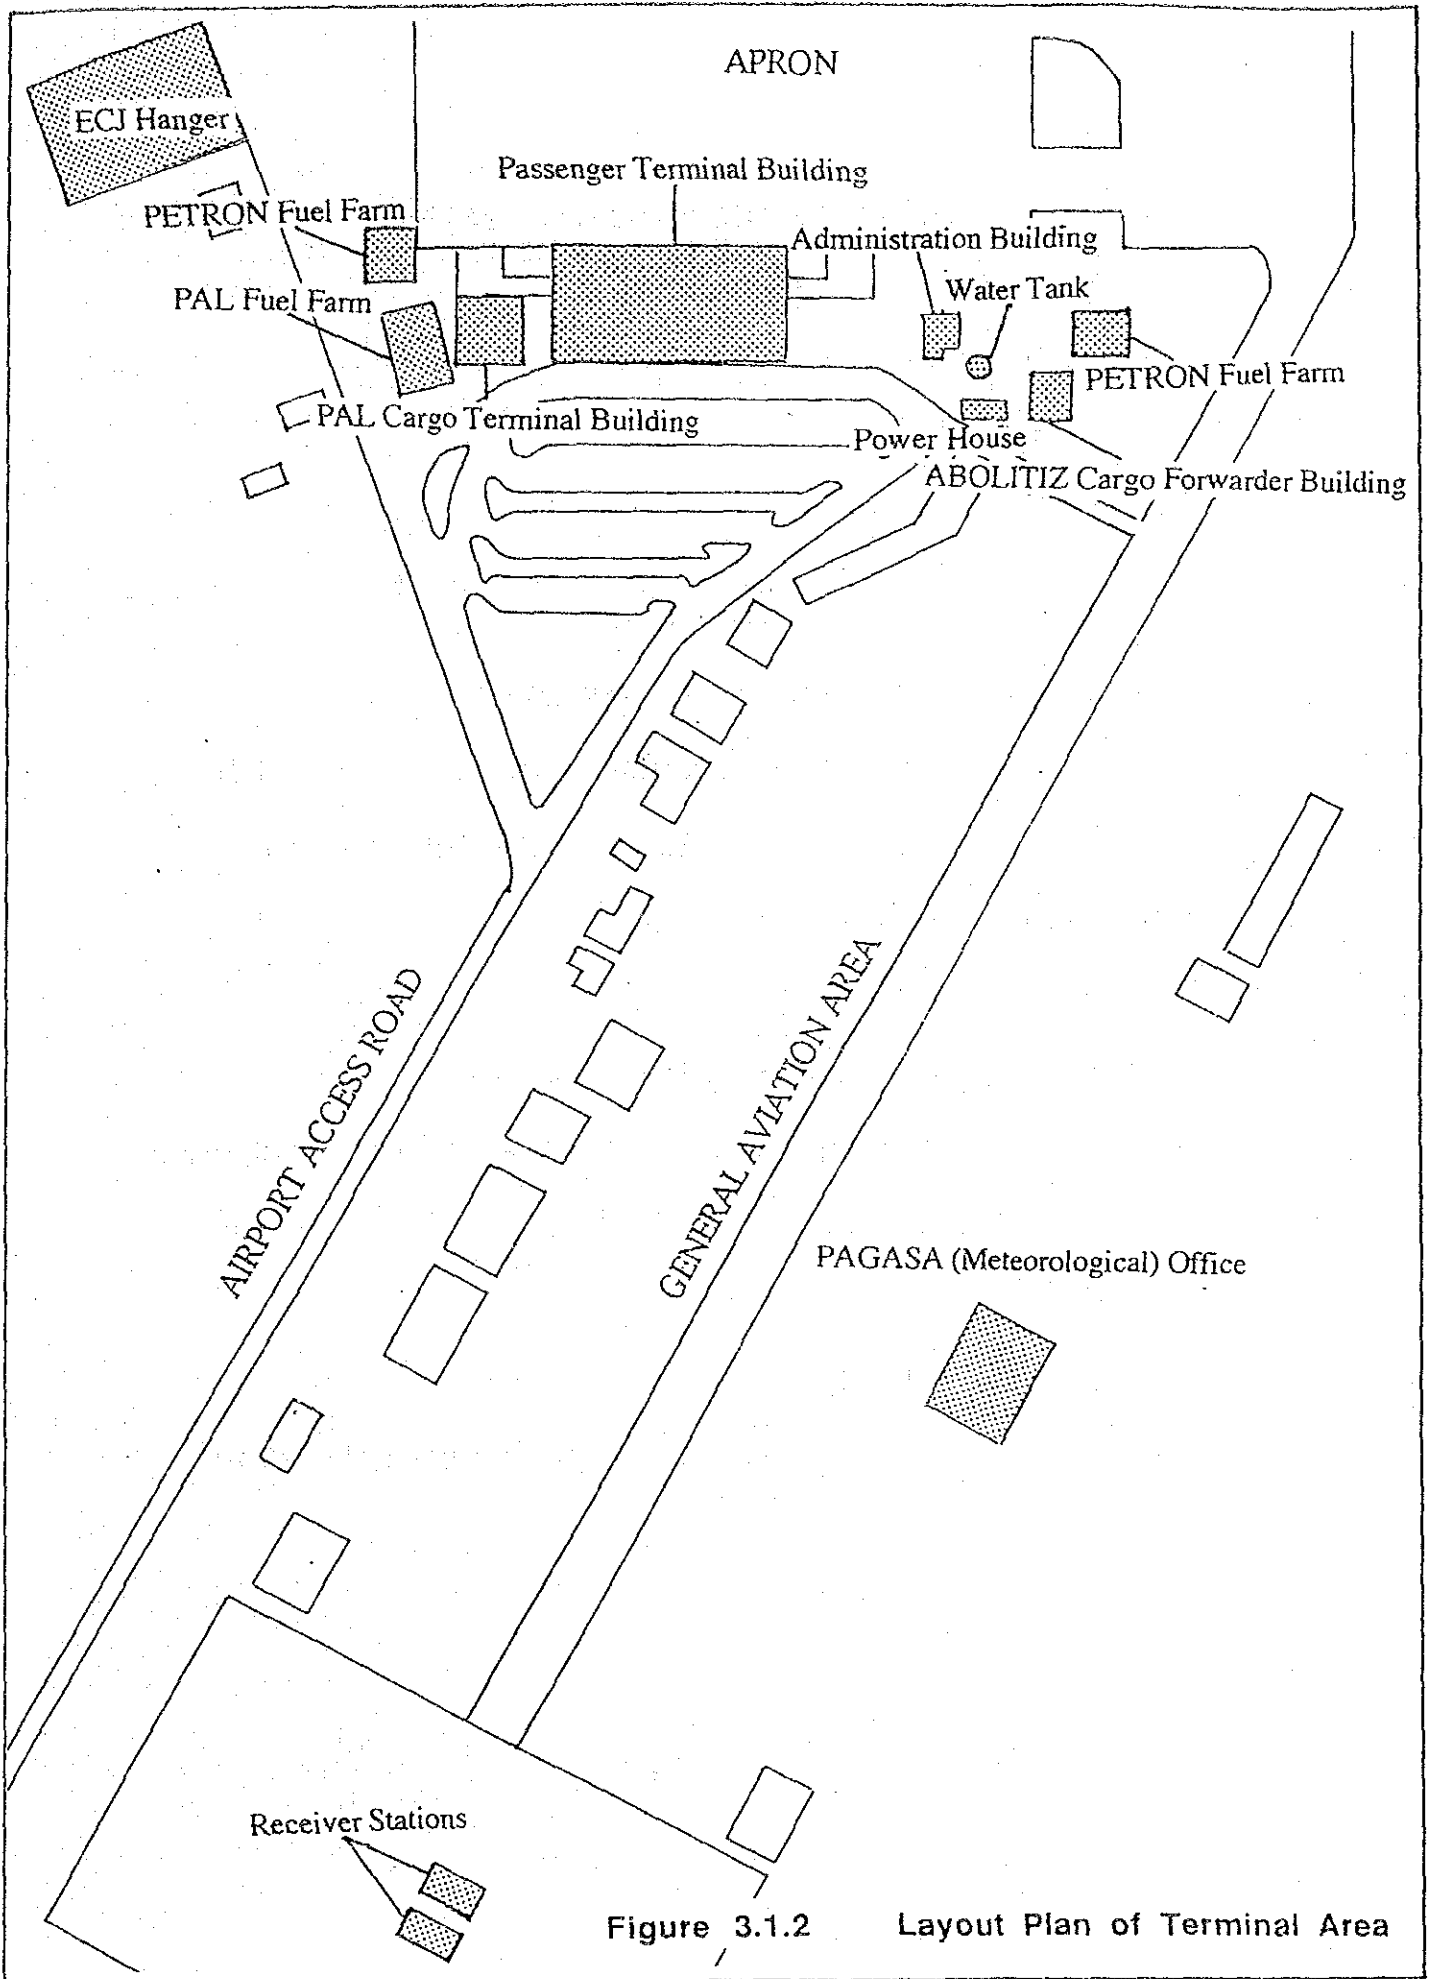 APRON
ECJ Hanger
Passenger Terminal Building
PETRON Fuel Farm
Administration Building
PAL Fuel Farm
Water Tank
PETRON Fuel Farm
PAL Cargo Terminal Building
Power House
ABOLITIZ Cargo Forwarder Building
AIRPORT ACCESS ROAD
GENERAL AVIATION AREA
PAGASA (Meteorological) Office
Receiver Stations
Figure 3.1.2 Layout Plan of Terminal Area